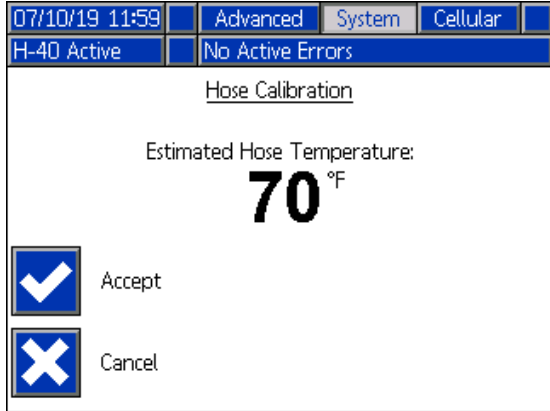 07/10/19 11:59 Advanced System Cellular
H-40 Active No Active Errors
Hose Calibration
Estimated Hose Temperature:
70 °F
Accept
Cancel